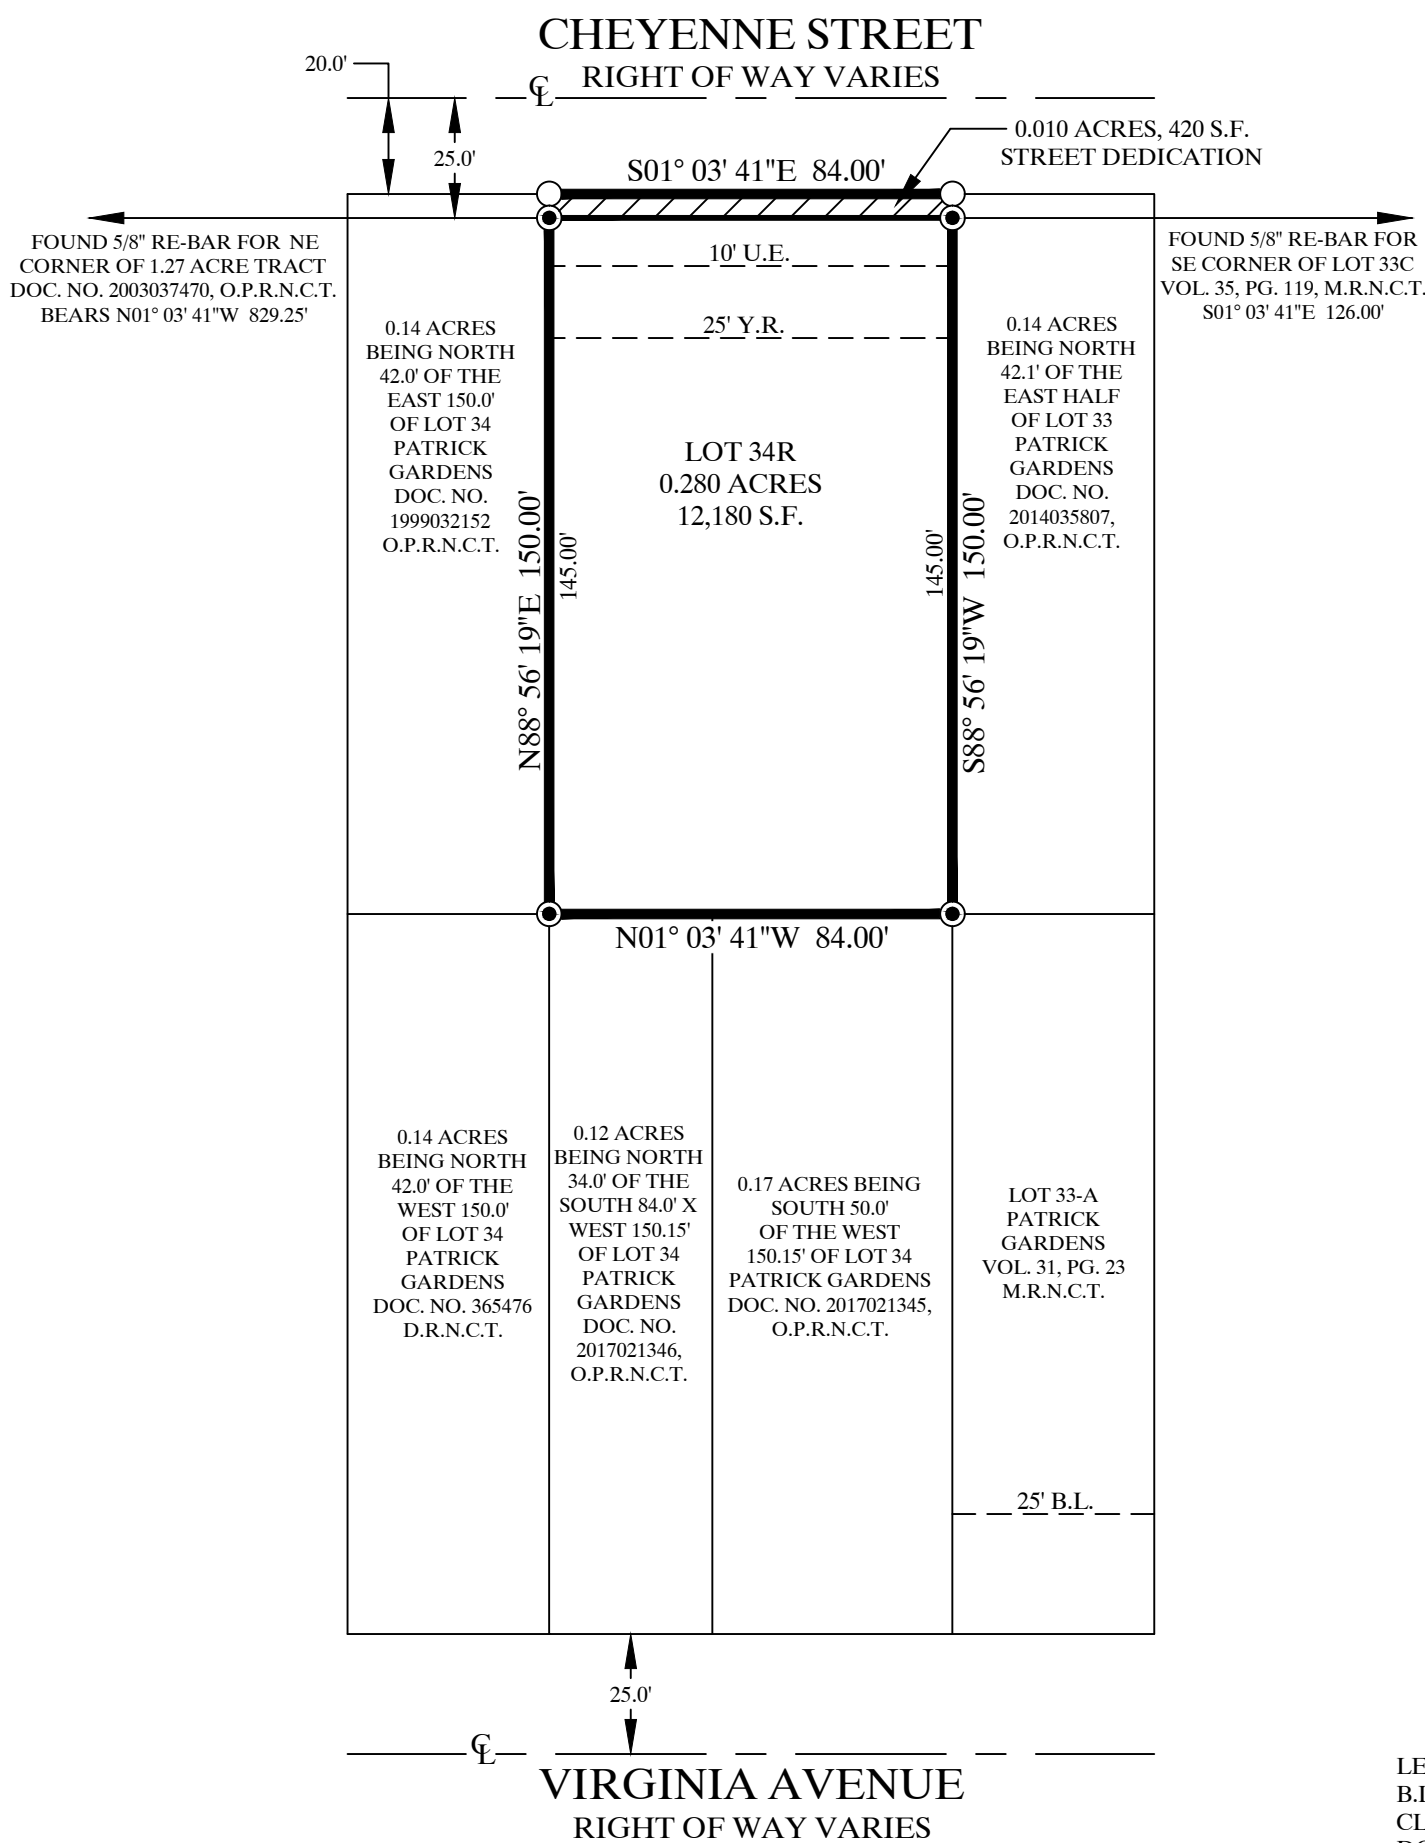 CHEYENNE STREET
RIGHT OF WAY VARIES
20.0'
℄
25.0'
0.010 ACRES, 420 S.F.
STREET DEDICATION
S01° 03' 41"E 84.00'
FOUND 5/8" RE-BAR FOR NE
CORNER OF 1.27 ACRE TRACT
DOC. NO. 2003037470, O.P.R.N.C.T.
BEARS N01° 03' 41"W 829.25'
FOUND 5/8" RE-BAR FOR
SE CORNER OF LOT 33C
VOL. 35, PG. 119, M.R.N.C.T.
S01° 03' 41"E 126.00'
10' U.E.
25' Y.R.
0.14 ACRES
BEING NORTH
42.0' OF THE
EAST 150.0'
OF LOT 34
PATRICK
GARDENS
DOC. NO.
1999032152
O.P.R.N.C.T.
LOT 34R
0.280 ACRES
12,180 S.F.
0.14 ACRES
BEING NORTH
42.1' OF THE
EAST HALF
OF LOT 33
PATRICK
GARDENS
DOC. NO.
2014035807,
O.P.R.N.C.T.
N88° 56' 19"E 150.00'
145.00'
145.00'
S88° 56' 19"W 150.00'
N01° 03' 41"W 84.00'
0.14 ACRES
BEING NORTH
42.0' OF THE
WEST 150.0'
OF LOT 34
PATRICK
GARDENS
DOC. NO. 365476
D.R.N.C.T.
0.12 ACRES
BEING NORTH
34.0' OF THE
SOUTH 84.0' X
WEST 150.15'
OF LOT 34
PATRICK
GARDENS
DOC. NO.
2017021346,
O.P.R.N.C.T.
0.17 ACRES BEING
SOUTH 50.0'
OF THE WEST
150.15' OF LOT 34
PATRICK GARDENS
DOC. NO. 2017021345,
O.P.R.N.C.T.
LOT 33-A
PATRICK
GARDENS
VOL. 31, PG. 23
M.R.N.C.T.
25' B.L.
25.0'
℄
VIRGINIA AVENUE
RIGHT OF WAY VARIES
LE
CL